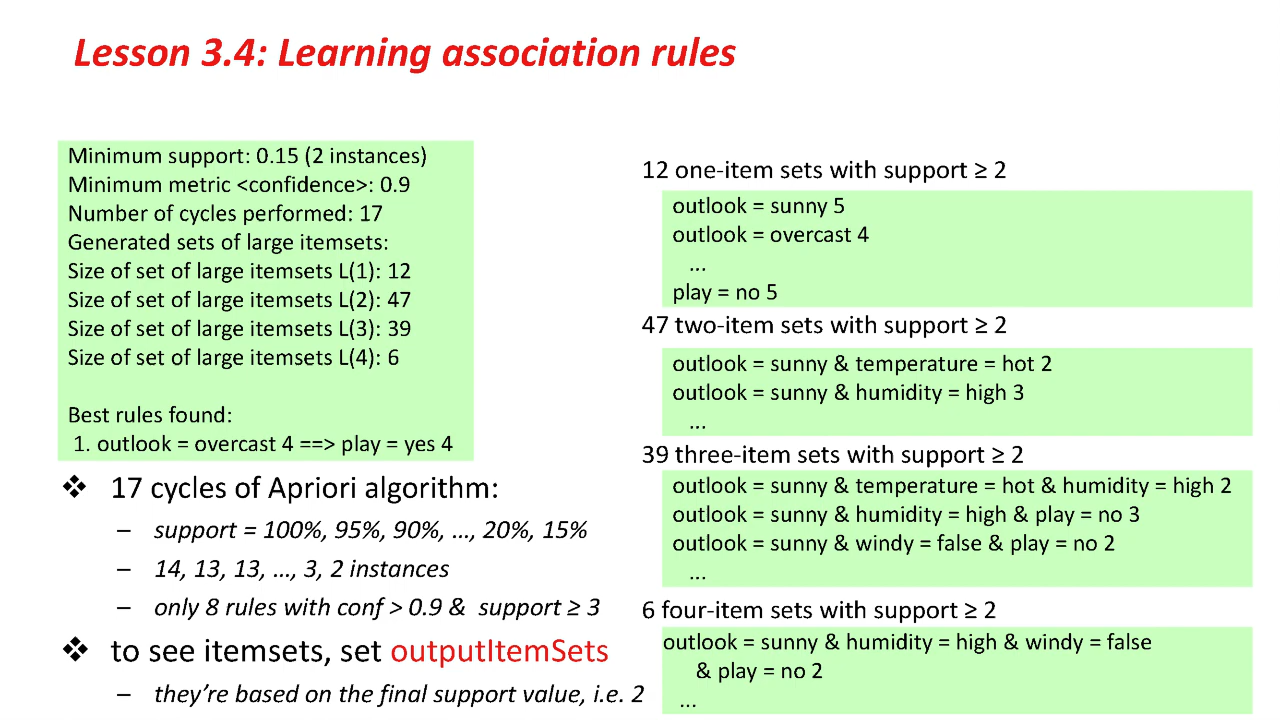 Lesson 3.4: Learning association rules
Minimum support: 0.15 (2 instances)
Minimum metric <confidence>: 0.9
Number of cycles performed: 17
Generated sets of large itemsets:
Size of set of large itemsets L(1): 12
Size of set of large itemsets L(2): 47
Size of set of large itemsets L(3): 39
Size of set of large itemsets L(4): 6
Best rules found:
1. outlook = overcast 4 ==> play = yes 4
❖ 17 cycles of Apriori algorithm:
– support = 100%, 95%, 90%, …, 20%, 15%
– 14, 13, 13, …, 3, 2 instances
– only 8 rules with conf > 0.9 & support ≥ 3
❖ to see itemsets, set outputItemSets
– they’re based on the final support value, i.e. 2
12 one-item sets with support ≥ 2
outlook = sunny 5
outlook = overcast 4
...
play = no 5
47 two-item sets with support ≥ 2
outlook = sunny & temperature = hot 2
outlook = sunny & humidity = high 3
...
39 three-item sets with support ≥ 2
outlook = sunny & temperature = hot & humidity = high 2
outlook = sunny & humidity = high & play = no 3
outlook = sunny & windy = false & play = no 2
...
6 four-item sets with support ≥ 2
outlook = sunny & humidity = high & windy = false
& play = no 2
...